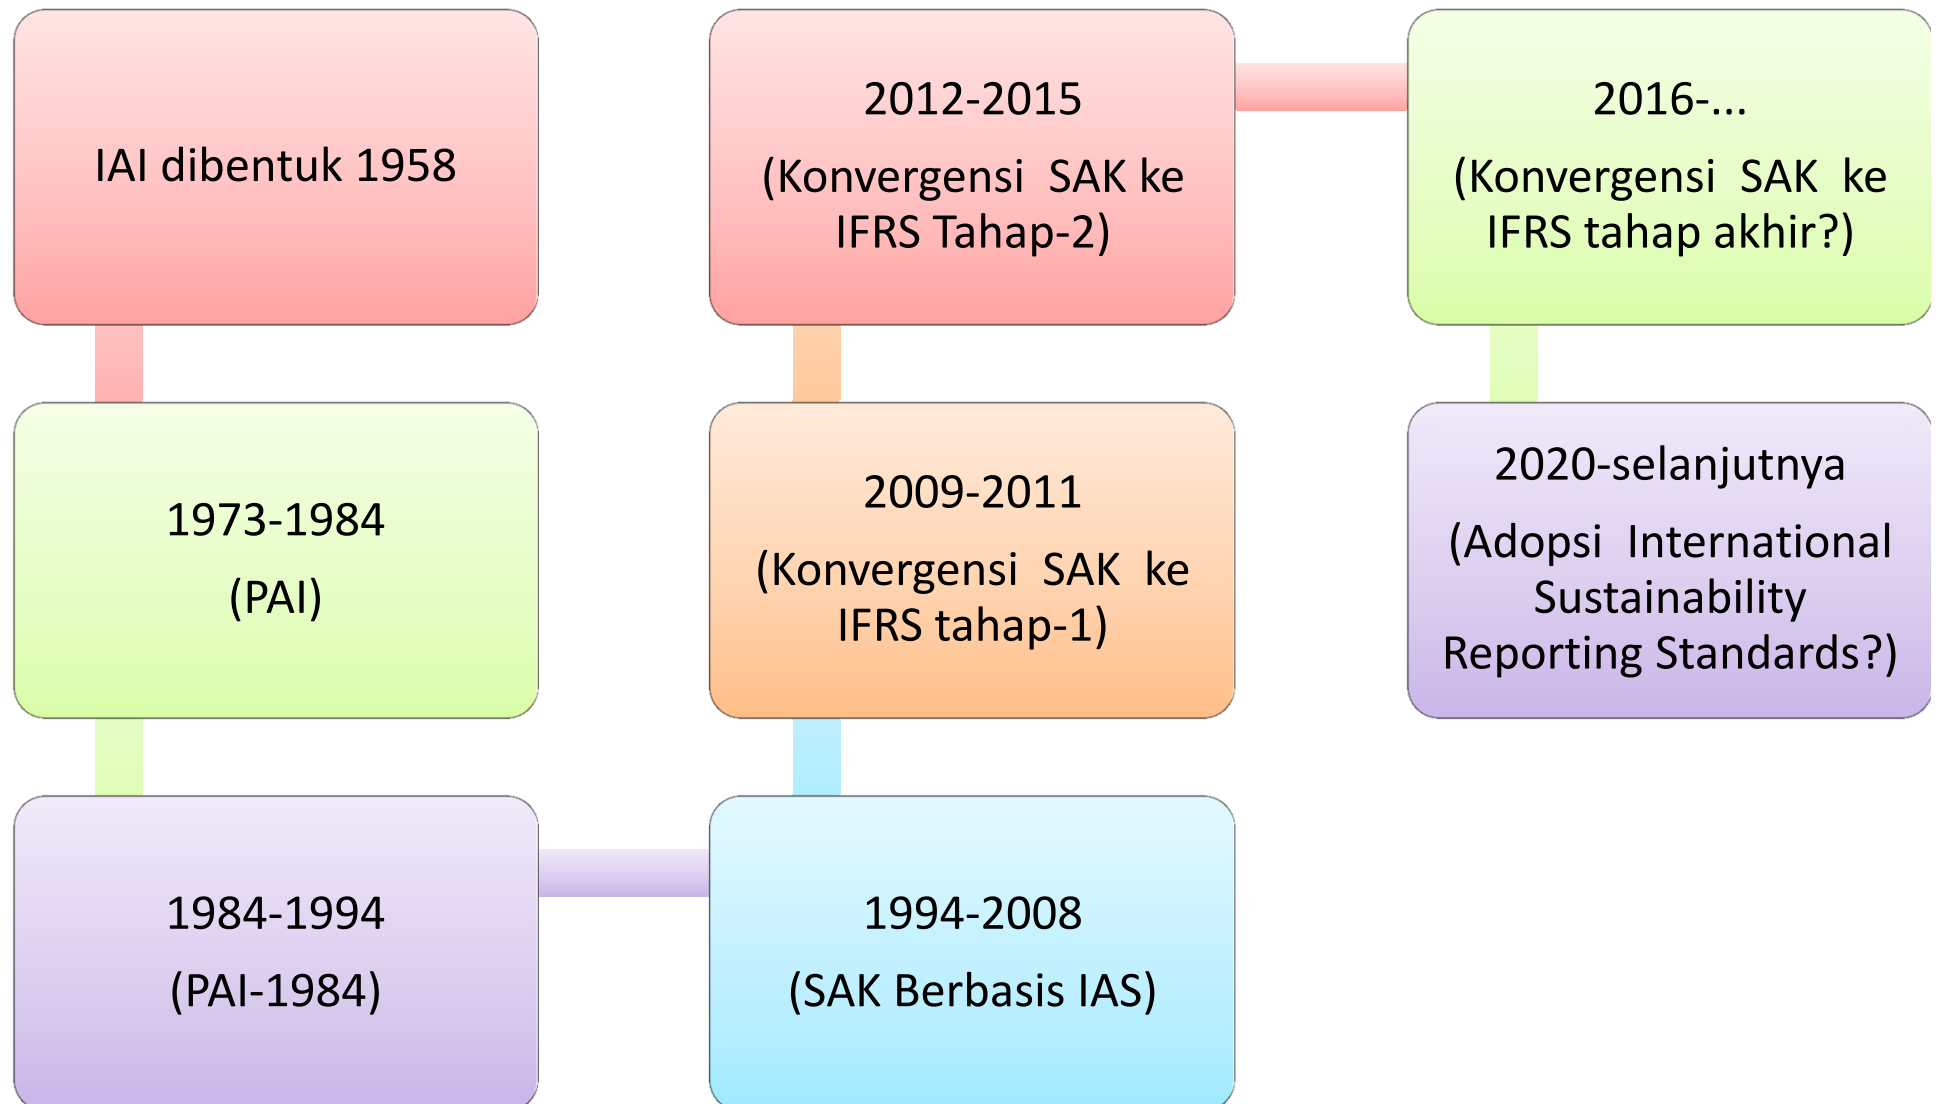 IAI dibentuk 1958
1973-1984
(PAI)
1984-1994
(PAI-1984)
1994-2008
(SAK Berbasis IAS)
2009-2011
(Konvergensi SAK ke
IFRS tahap-1)
2012-2015
(Konvergensi SAK ke
IFRS Tahap-2)
2016-...
(Konvergensi SAK ke
IFRS tahap akhir?)
2020-selanjutnya
(Adopsi International
Sustainability
Reporting Standards?)